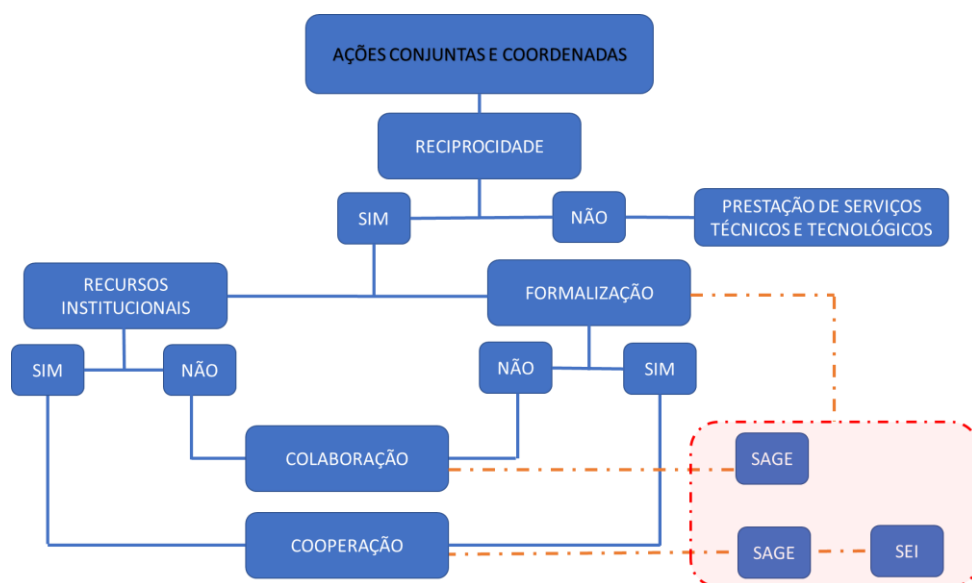 AÇÕES CONJUNTAS E COORDENADAS
RECIPROCIDADE
SIM
NÃO
PRESTAÇÃO DE SERVIÇOS
TÉCNICOS E TECNOLÓGICOS
RECURSOS
INSTITUCIONAIS
FORMALIZAÇÃO
SIM
NÃO
NÃO
SIM
COLABORAÇÃO
SAGE
COOPERAÇÃO
SAGE
SEI